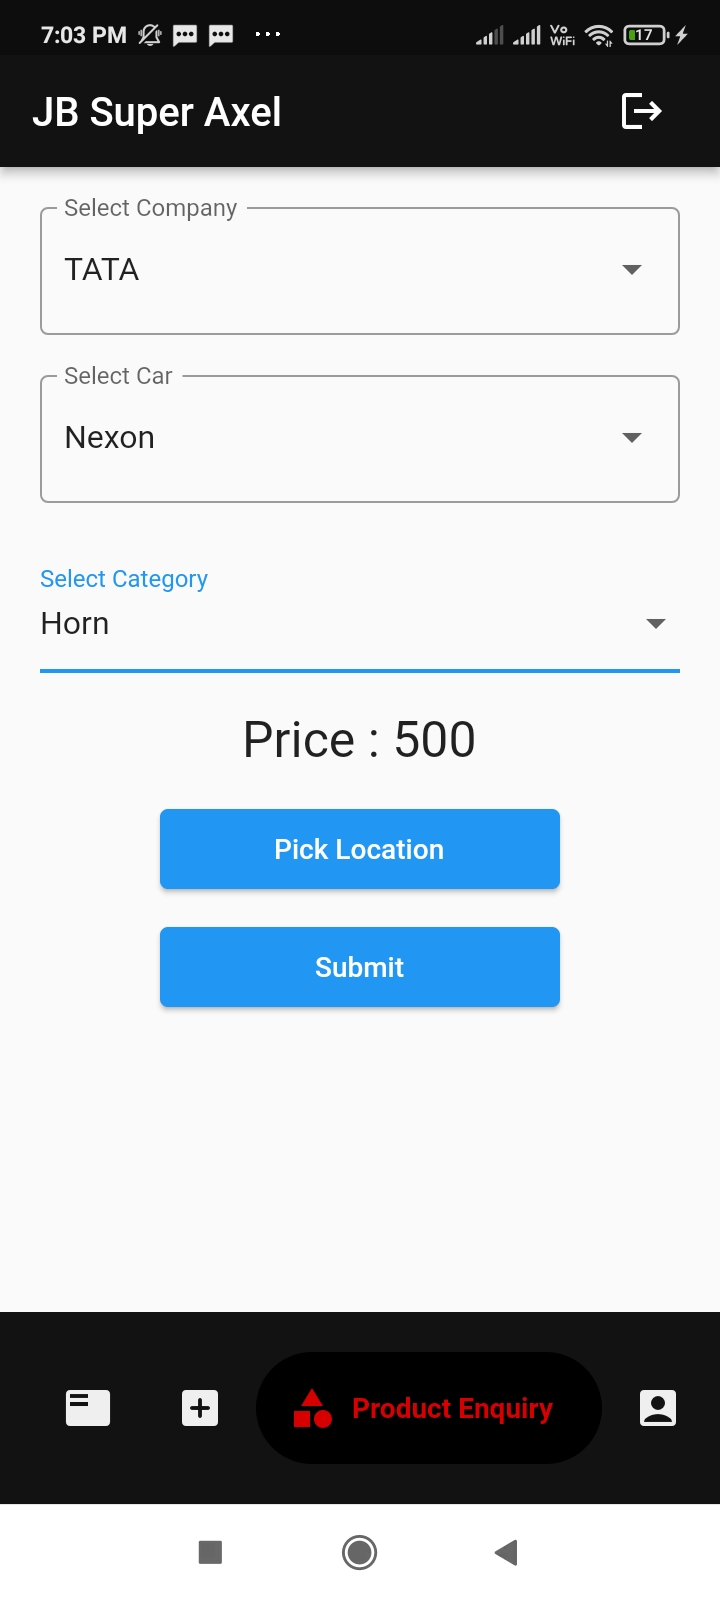 7:03 PM
Vo
WiFi
17
JB Super Axel
Select Company
TATA
Select Car
Nexon
Select Category
Horn
Price : 500
Pick Location
Submit
Product Enquiry